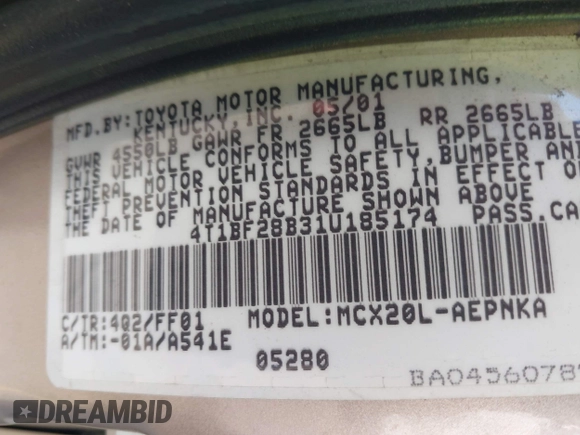 MFD.BY:TOYOTA MOTOR MANUFACTURING,
KENTUCKY,INC. 05/01
GVWR 4550LB GAWR FR 2665LB RR 2665LB
THIS VEHICLE CONFORMS TO ALL APPLICABLE
FEDERAL MOTOR VEHICLE SAFETY,BUMPER AND
THEFT PREVENTION STANDARDS IN EFFECT O
THE DATE OF MANUFACTURE SHOWN ABOVE
4T1BF28B31U185174 PASS.CA
C/TR:4Q2/FF01 MODEL:MCX20L-AEPNKA
A/TM:-01A/A541E
05280
BA0456078
DREAMBID